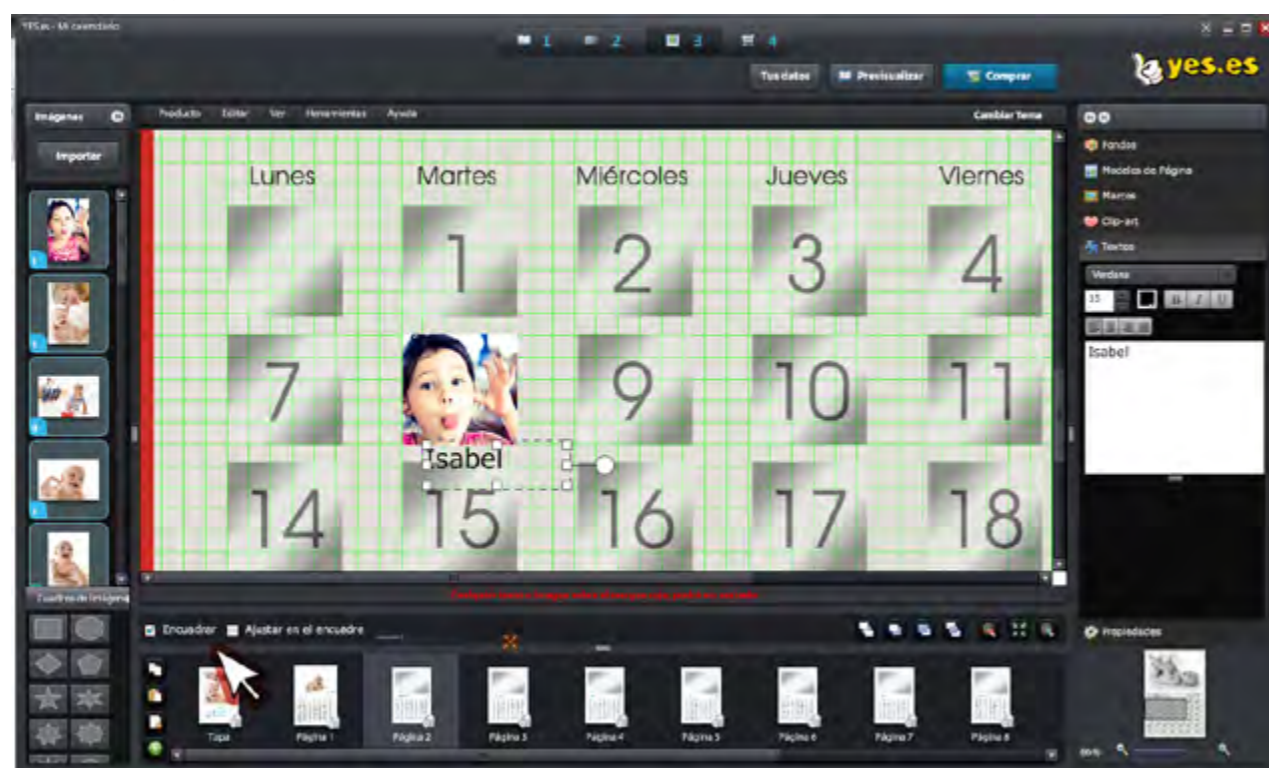 YES.es - Mi calendario
1 2 3 4
Tus datos Previsualizar Comprar
yes.es
Imágenes
Producto Editar Ver Herramientas Ayuda Cambiar Tema
Importar
Fondos
Modelos de Página
Marcos
Clip-art
Textos
Verdana
15 B I U
Isabel
Lunes Martes Miércoles Jueves Viernes
1 2 3 4
7 9 10 11
Isabel
14 15 16 17 18
Encuadrar Ajustar en el encuadre
Propiedades
Tapa Página 1 Página 2 Página 3 Página 4 Página 5 Página 6 Página 7 Página 8